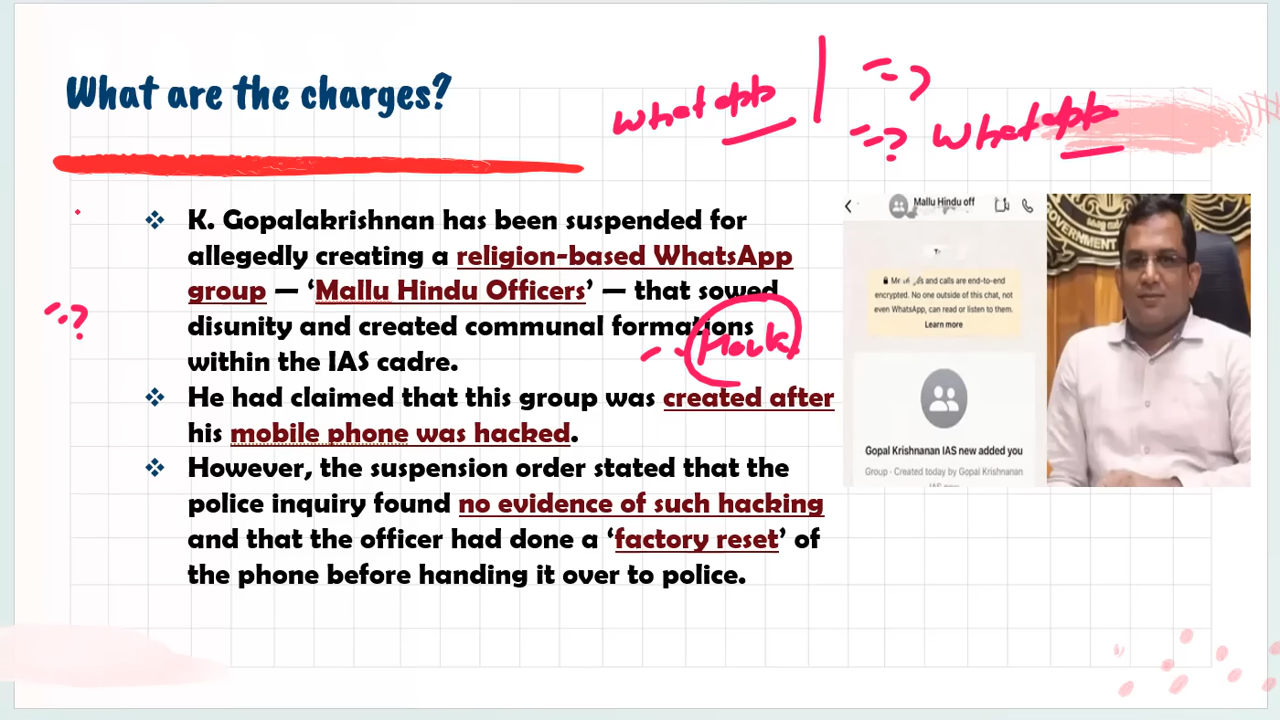 What are the charges?
whatapp
=> whatapp
K. Gopalakrishnan has been suspended for
allegedly creating a religion-based WhatsApp
group — ‘Mallu Hindu Officers’ — that sowed
disunity and created communal formations
within the IAS cadre.
He had claimed that this group was created after
his mobile phone was hacked.
However, the suspension order stated that the
police inquiry found no evidence of such hacking
and that the officer had done a ‘factory reset’ of
the phone before handing it over to police.
Mallu Hindu off
and calls are end-to-end
encrypted. No one outside of this chat, not
even WhatsApp, can read or listen to them.
Learn more
Gopal Krishnanan IAS new added you
Group · Created today by Gopal Krishnanan
IAS new
GOVERNMENT